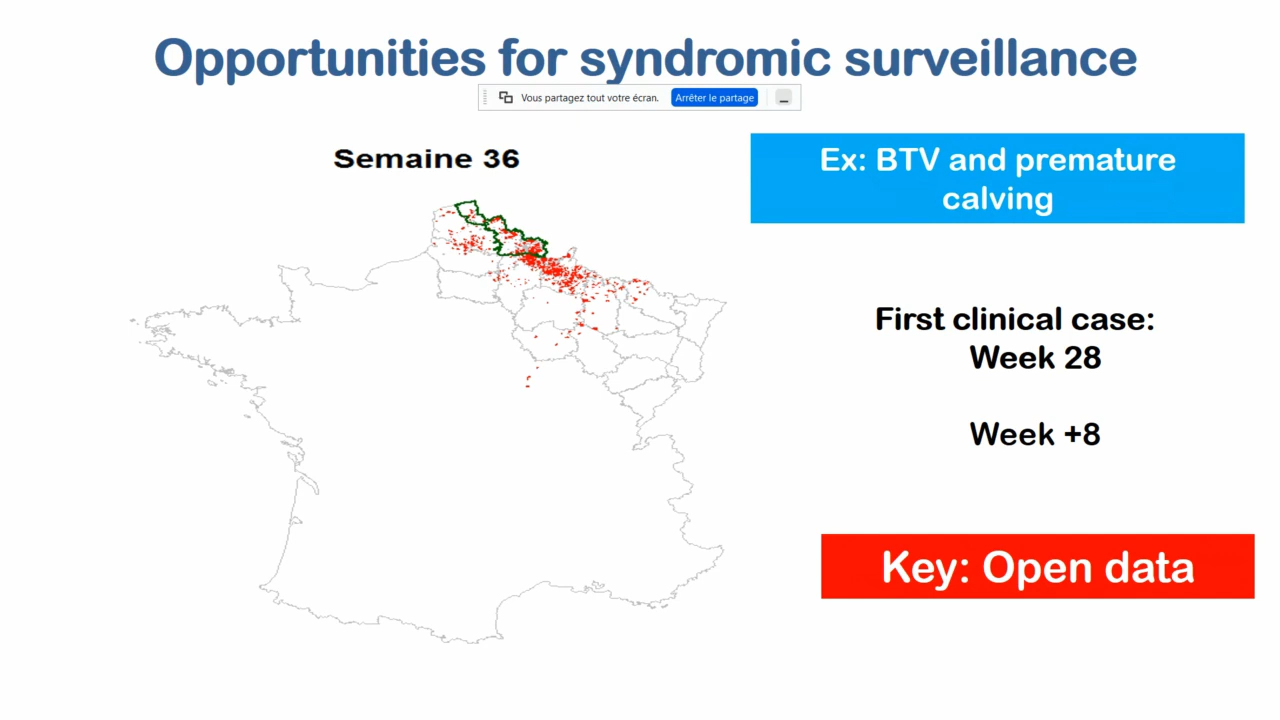 Opportunities for syndromic surveillance
Vous partagez tout votre écran.
Arrêter le partage
Semaine 36
Ex: BTV and premature
calving
First clinical case:
Week 28
Week +8
Key: Open data